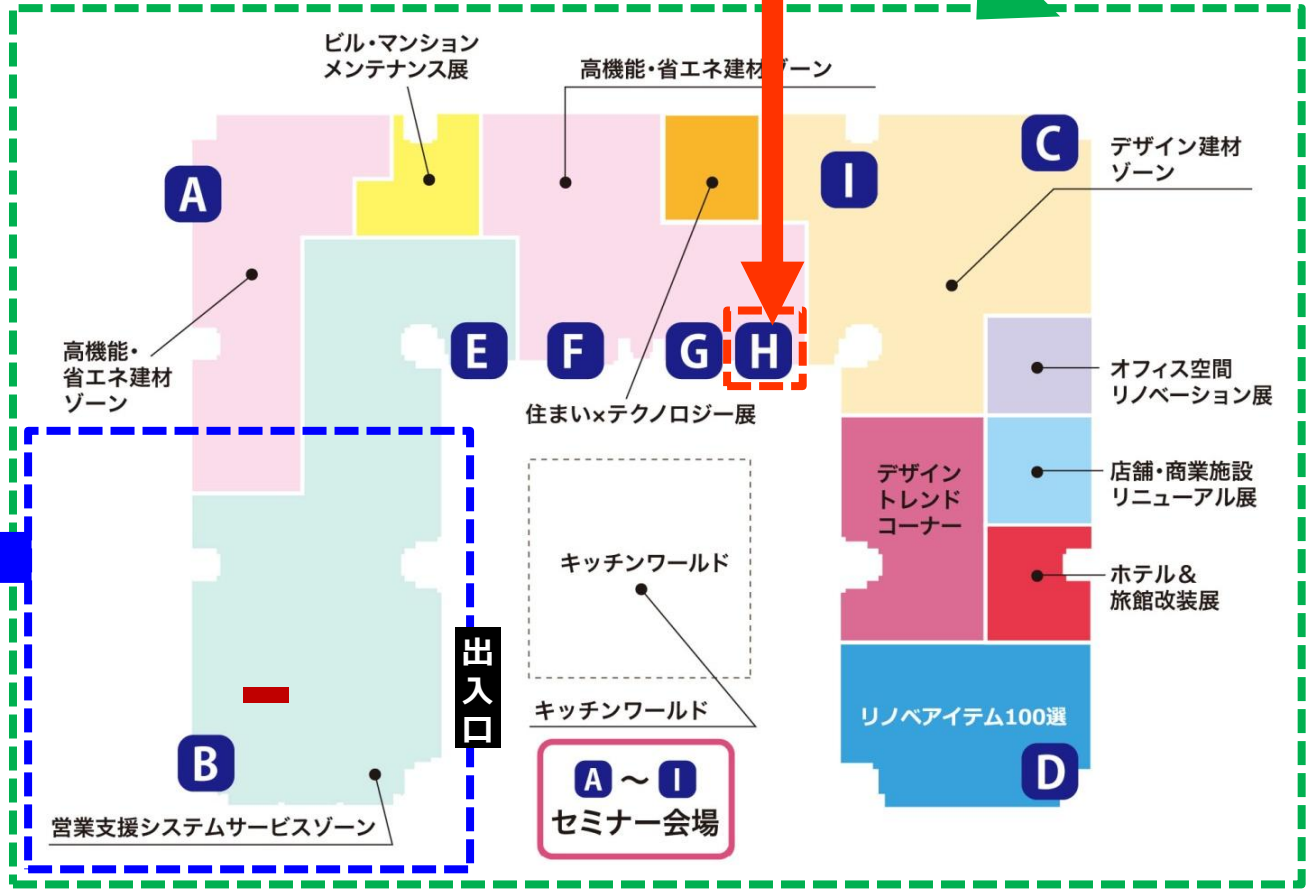 ビル・マンション
メンテナンス展
高機能・省エネ建材ゾーン
A
I
C
デザイン建材
ゾーン
高機能・
省エネ建材
ゾーン
E
F
G
H
住まい×テクノロジー展
オフィス空間
リノベーション展
デザイン
トレンド
コーナー
店舗・商業施設
リニューアル展
キッチンワールド
ホテル＆
旅館改装展
出入口
キッチンワールド
リノベアイテム100選
B
D
A～I
セミナー会場
営業支援システムサービスゾーン